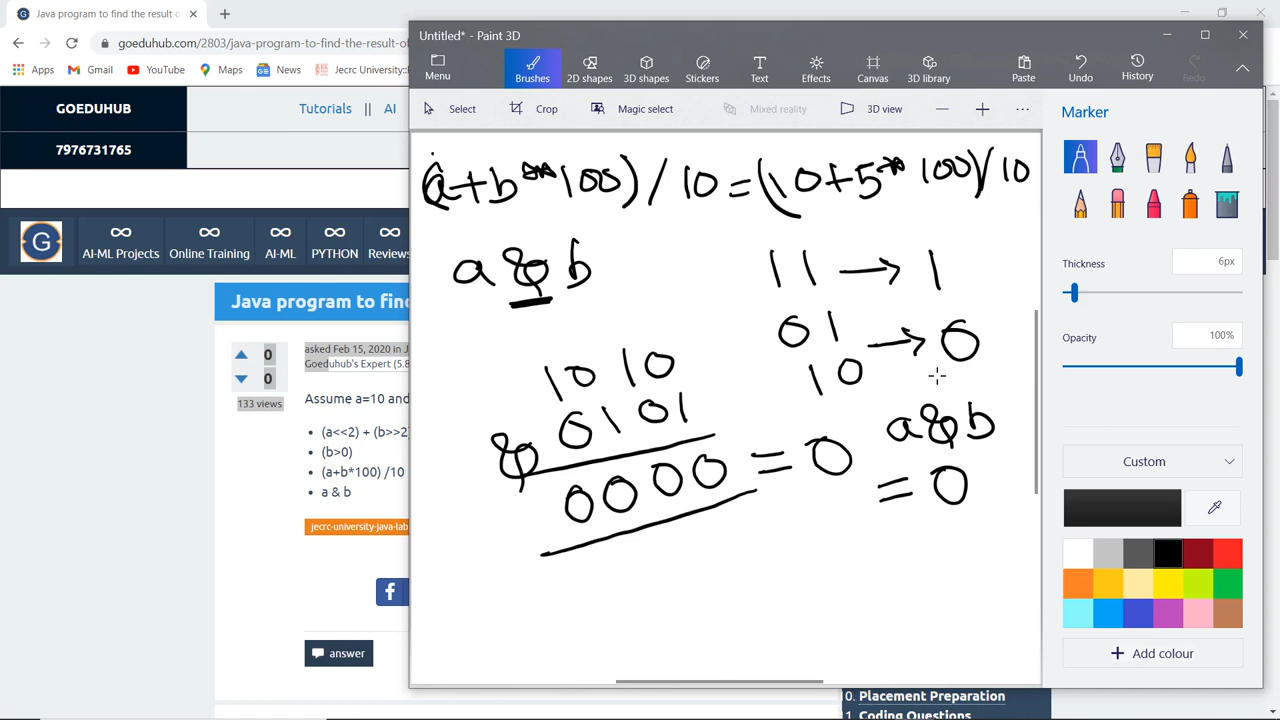 Java program to find the result o
goeduhub.com/2803/java-program-to-find-the-result-of
Apps Gmail YouTube Maps News Jecrc University::
GOEDUHUB
7976731765
Tutorials || AI
AI-ML Projects
Online Training
AI-ML
PYTHON
Reviews
Java program to find
0
0
133 views
asked Feb 15, 2020 in J
Goeduhub's Expert (5.8
Assume a=10 and
(a<<2) + (b>>2)
(b>0)
(a+b*100) /10
a & b
jecrc-university-java-lab
answer
0. Placement Preparation
1. Coding Questions
Untitled* - Paint 3D
Menu
Brushes
2D shapes
3D shapes
Stickers
Text
Effects
Canvas
3D library
Paste
Undo
History
Redo
Select
Crop
Magic select
Mixed reality
3D view
(a+b*100)/10=(10+5*100)/10
a & b
11 → 1
01
10 → 0
1010
& 0101
0000 = 0
a & b
= 0
Marker
Thickness
6px
Opacity
100%
Custom
+ Add colour